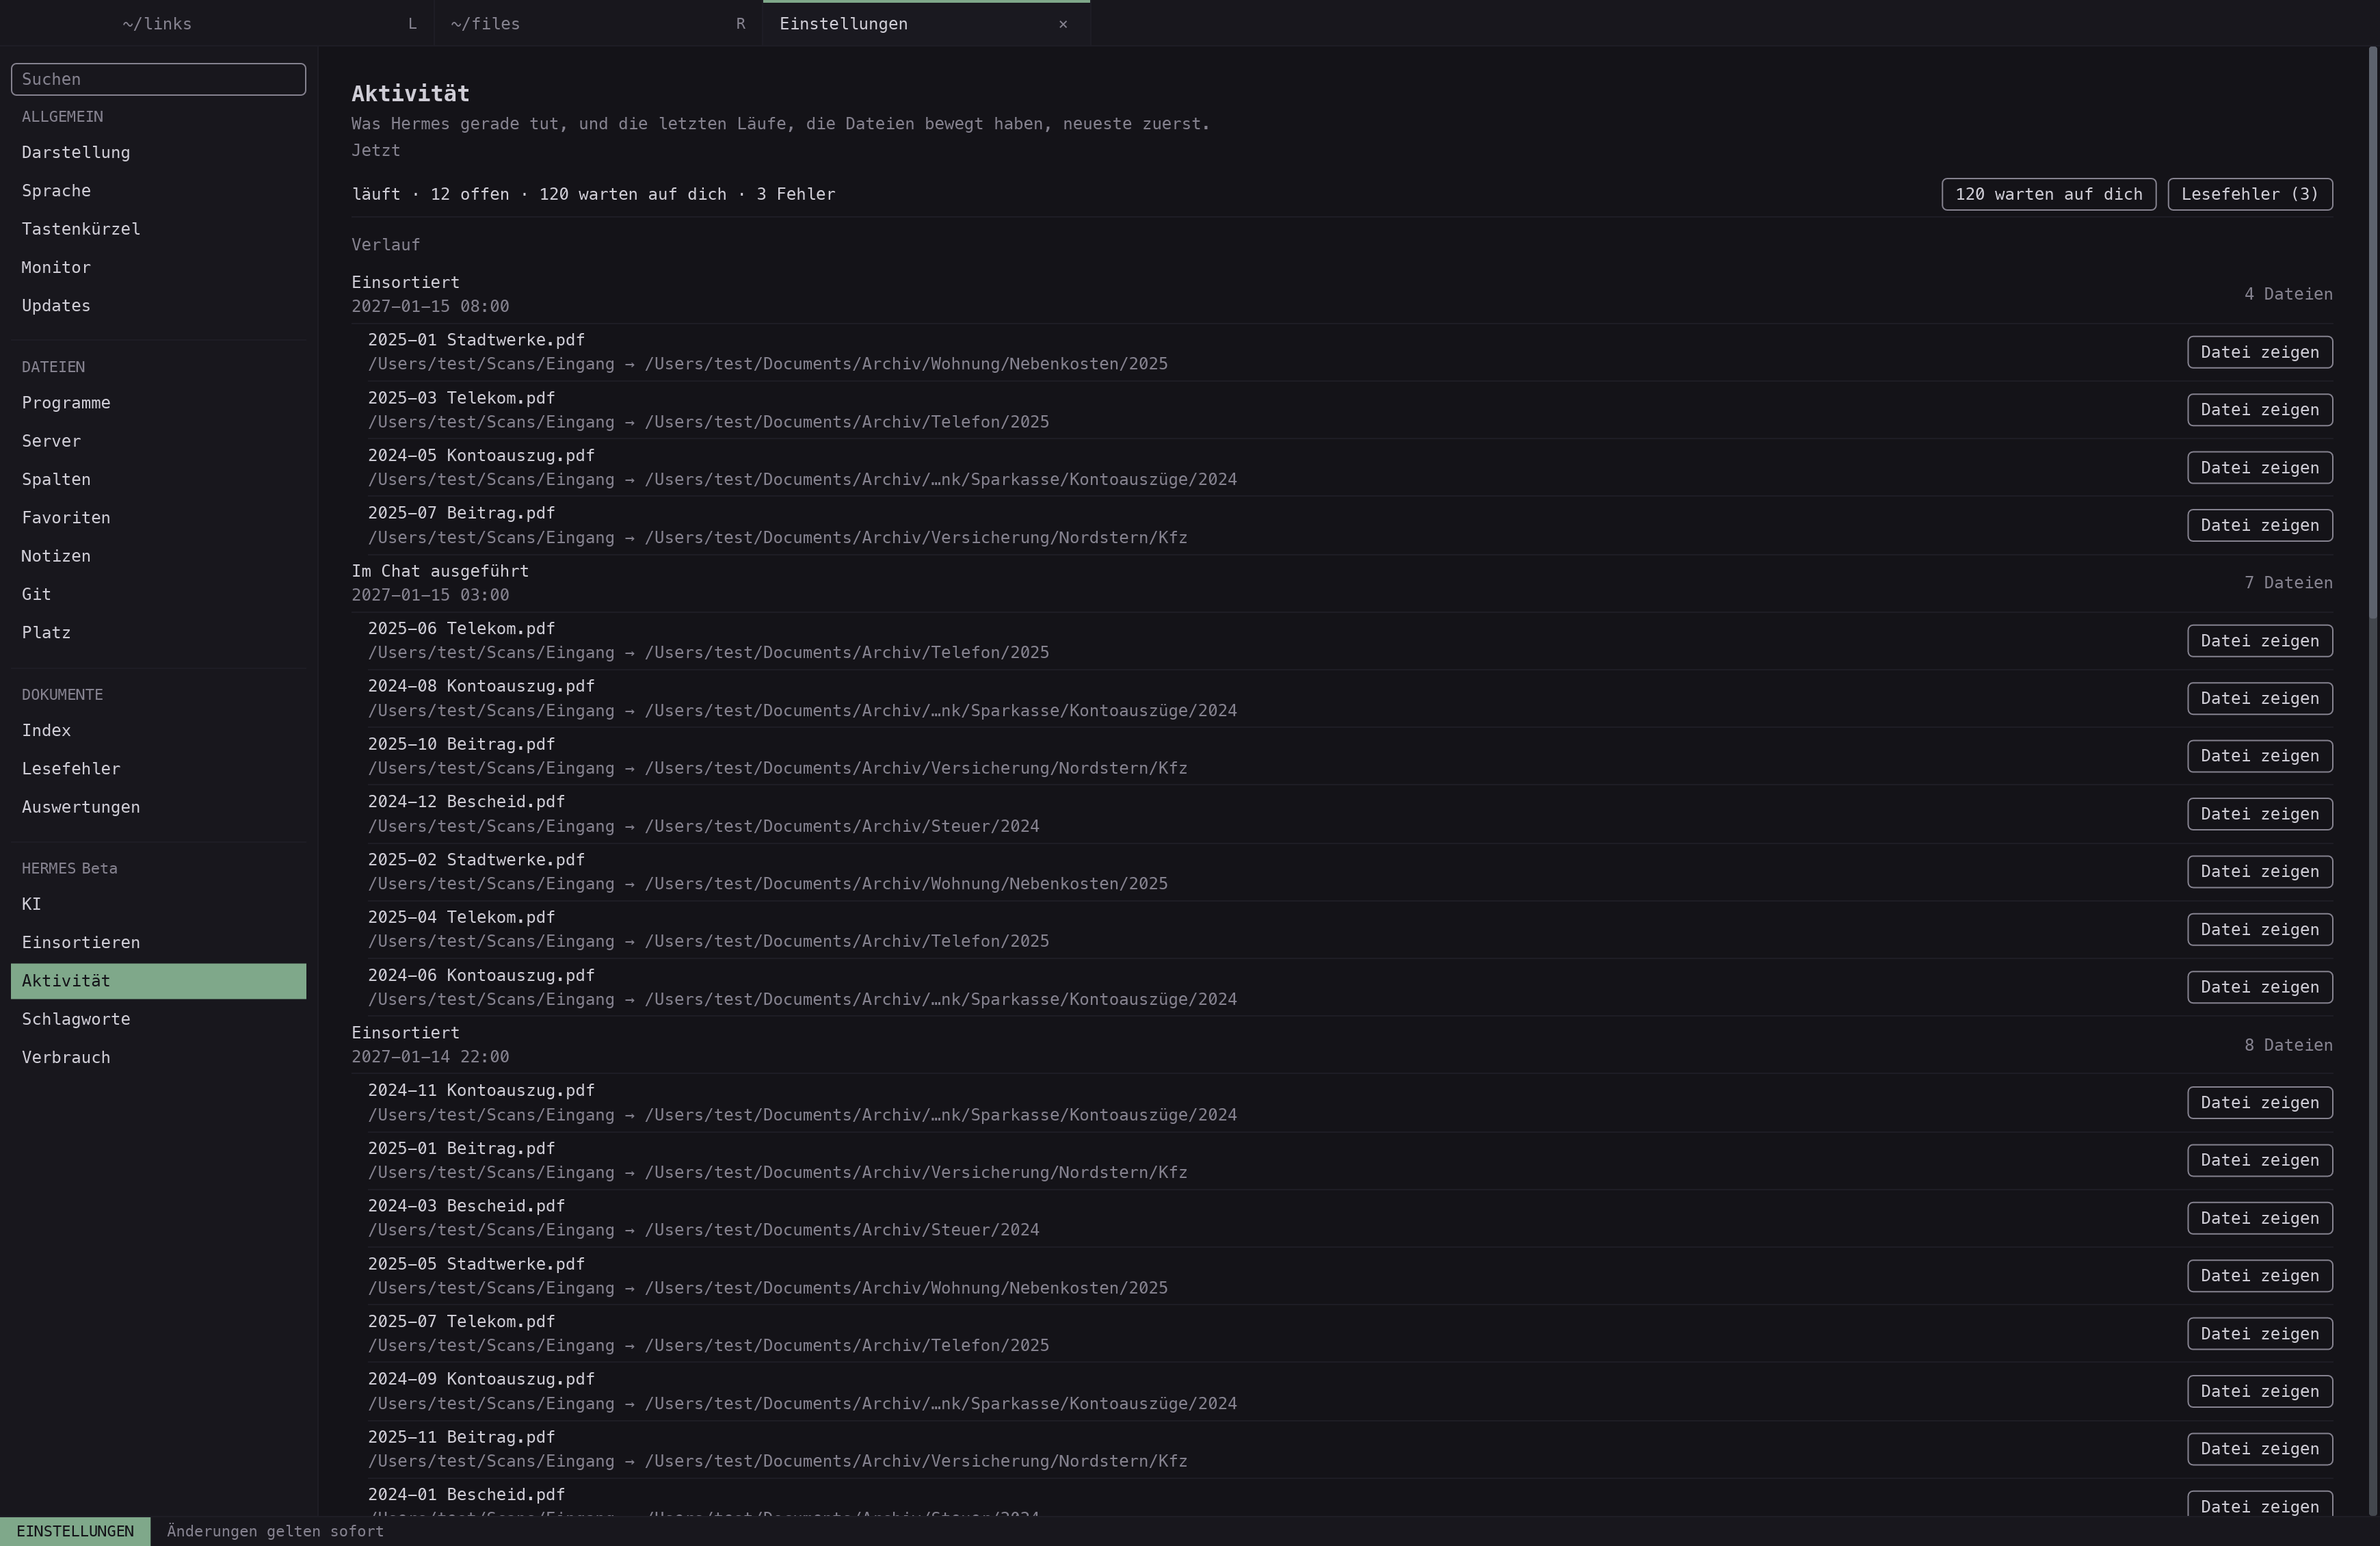 ~/links L ~/files R Einstellungen ×
Suchen
ALLGEMEIN
Darstellung
Sprache
Tastenkürzel
Monitor
Updates
DATEIEN
Programme
Server
Spalten
Favoriten
Notizen
Git
Platz
DOKUMENTE
Index
Lesefehler
Auswertungen
HERMES Beta
KI
Einsortieren
Aktivität
Schlagworte
Verbrauch
Aktivität
Was Hermes gerade tut, und die letzten Läufe, die Dateien bewegt haben, neueste zuerst.
Jetzt
läuft · 12 offen · 120 warten auf dich · 3 Fehler 120 warten auf dich Lesefehler (3)
Verlauf
Einsortiert
2027-01-15 08:00 4 Dateien
2025-01 Stadtwerke.pdf
/Users/test/Scans/Eingang → /Users/test/Documents/Archiv/Wohnung/Nebenkosten/2025 Datei zeigen
2025-03 Telekom.pdf
/Users/test/Scans/Eingang → /Users/test/Documents/Archiv/Telefon/2025 Datei zeigen
2024-05 Kontoauszug.pdf
/Users/test/Scans/Eingang → /Users/test/Documents/Archiv/…nk/Sparkasse/Kontoauszüge/2024 Datei zeigen
2025-07 Beitrag.pdf
/Users/test/Scans/Eingang → /Users/test/Documents/Archiv/Versicherung/Nordstern/Kfz Datei zeigen
Im Chat ausgeführt
2027-01-15 03:00 7 Dateien
2025-06 Telekom.pdf
/Users/test/Scans/Eingang → /Users/test/Documents/Archiv/Telefon/2025 Datei zeigen
2024-08 Kontoauszug.pdf
/Users/test/Scans/Eingang → /Users/test/Documents/Archiv/…nk/Sparkasse/Kontoauszüge/2024 Datei zeigen
2025-10 Beitrag.pdf
/Users/test/Scans/Eingang → /Users/test/Documents/Archiv/Versicherung/Nordstern/Kfz Datei zeigen
2024-12 Bescheid.pdf
/Users/test/Scans/Eingang → /Users/test/Documents/Archiv/Steuer/2024 Datei zeigen
2025-02 Stadtwerke.pdf
/Users/test/Scans/Eingang → /Users/test/Documents/Archiv/Wohnung/Nebenkosten/2025 Datei zeigen
2025-04 Telekom.pdf
/Users/test/Scans/Eingang → /Users/test/Documents/Archiv/Telefon/2025 Datei zeigen
2024-06 Kontoauszug.pdf
/Users/test/Scans/Eingang → /Users/test/Documents/Archiv/…nk/Sparkasse/Kontoauszüge/2024 Datei zeigen
Einsortiert
2027-01-14 22:00 8 Dateien
2024-11 Kontoauszug.pdf
/Users/test/Scans/Eingang → /Users/test/Documents/Archiv/…nk/Sparkasse/Kontoauszüge/2024 Datei zeigen
2025-01 Beitrag.pdf
/Users/test/Scans/Eingang → /Users/test/Documents/Archiv/Versicherung/Nordstern/Kfz Datei zeigen
2024-03 Bescheid.pdf
/Users/test/Scans/Eingang → /Users/test/Documents/Archiv/Steuer/2024 Datei zeigen
2025-05 Stadtwerke.pdf
/Users/test/Scans/Eingang → /Users/test/Documents/Archiv/Wohnung/Nebenkosten/2025 Datei zeigen
2025-07 Telekom.pdf
/Users/test/Scans/Eingang → /Users/test/Documents/Archiv/Telefon/2025 Datei zeigen
2024-09 Kontoauszug.pdf
/Users/test/Scans/Eingang → /Users/test/Documents/Archiv/…nk/Sparkasse/Kontoauszüge/2024 Datei zeigen
2025-11 Beitrag.pdf
/Users/test/Scans/Eingang → /Users/test/Documents/Archiv/Versicherung/Nordstern/Kfz Datei zeigen
2024-01 Bescheid.pdf
Datei zeigen
EINSTELLUNGEN Änderungen gelten sofort